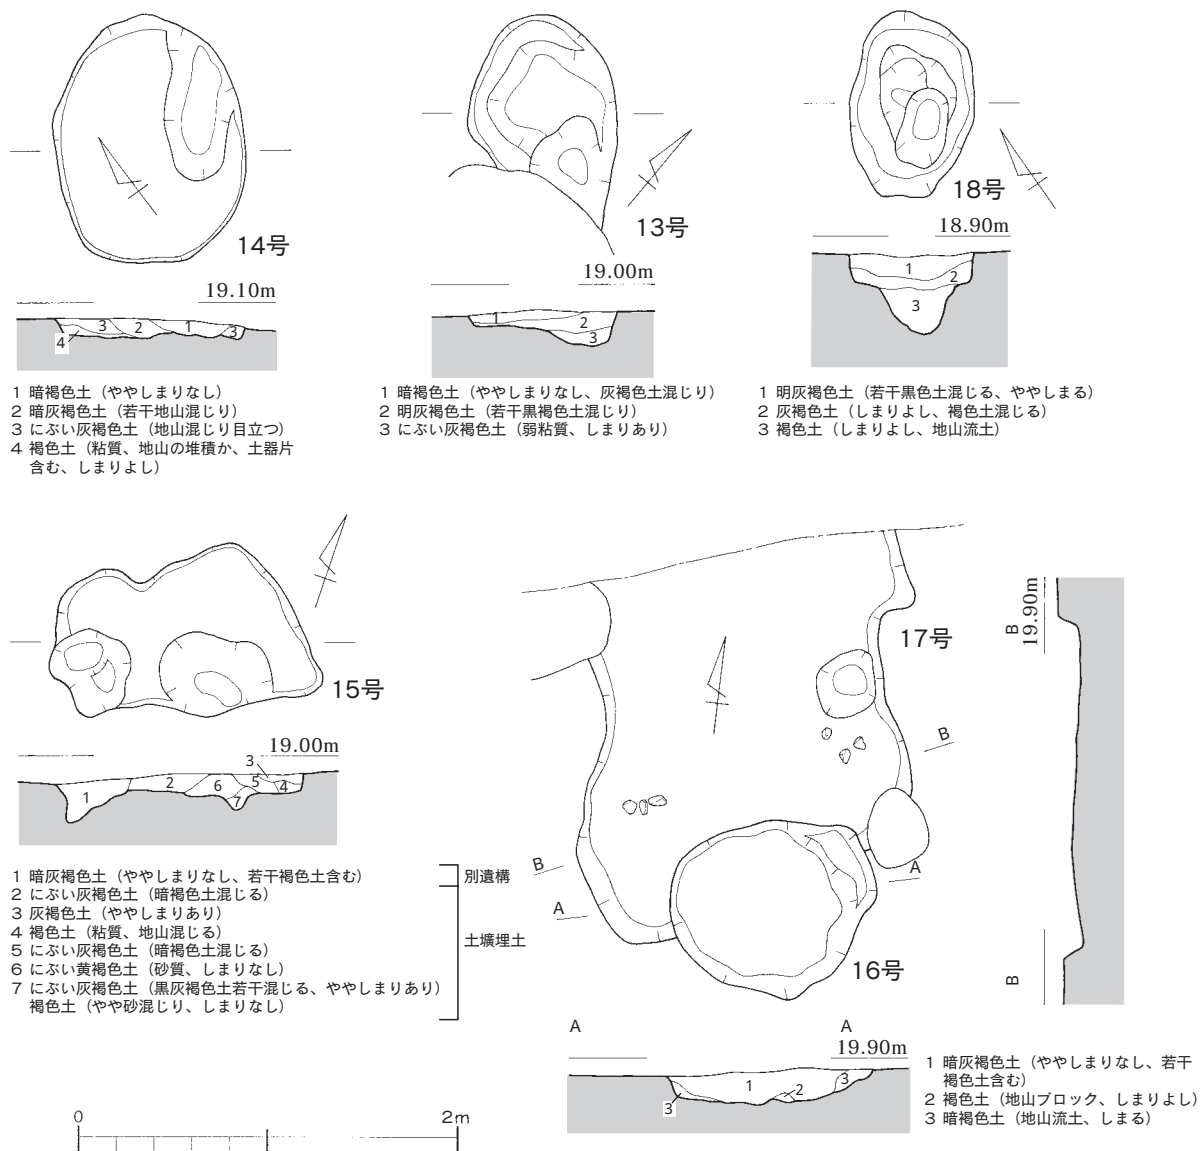 14号
19.10m
3
2
1
3
4
1 暗褐色土（ややしまりなし）
2 暗灰褐色土（若干地山混じり）
3 にぶい灰褐色土（地山混じり目立つ）
4 褐色土（粘質、地山の堆積か、土器片
含む、しまりよし）
13号
19.00m
1
2
3
1 暗褐色土（ややしまりなし、灰褐色土混じり）
2 明灰褐色土（若干黒褐色土混じり）
3 にぶい灰褐色土（弱粘質、しまりあり）
18号
18.90m
1
2
3
1 明灰褐色土（若干黒色土混じる、ややしまる）
2 灰褐色土（しまりよし、褐色土混じる）
3 褐色土（しまりよし、地山流土）
15号
19.00m
3
1
2
6
5
4
7
1 暗灰褐色土（ややしまりなし、若干褐色土含む）
2 にぶい灰褐色土（暗褐色土混じる）
3 灰褐色土（ややしまりあり）
4 褐色土（粘質、地山混じる）
5 にぶい灰褐色土（暗褐色土混じる）
6 にぶい黄褐色土（砂質、しまりなし）
7 にぶい灰褐色土（黒灰褐色土若干混じる、ややしまりあり）
褐色土（やや砂混じり、しまりなし）
別遺構
土壙埋土
17号
B
B
A
A
16号
B
19.90m
B
A
A
19.90m
1
2
3
3
1 暗灰褐色土（ややしまりなし、若干
褐色土含む）
2 褐色土（地山ブロック、しまりよし）
3 暗褐色土（地山流土、しまる）
0
2m